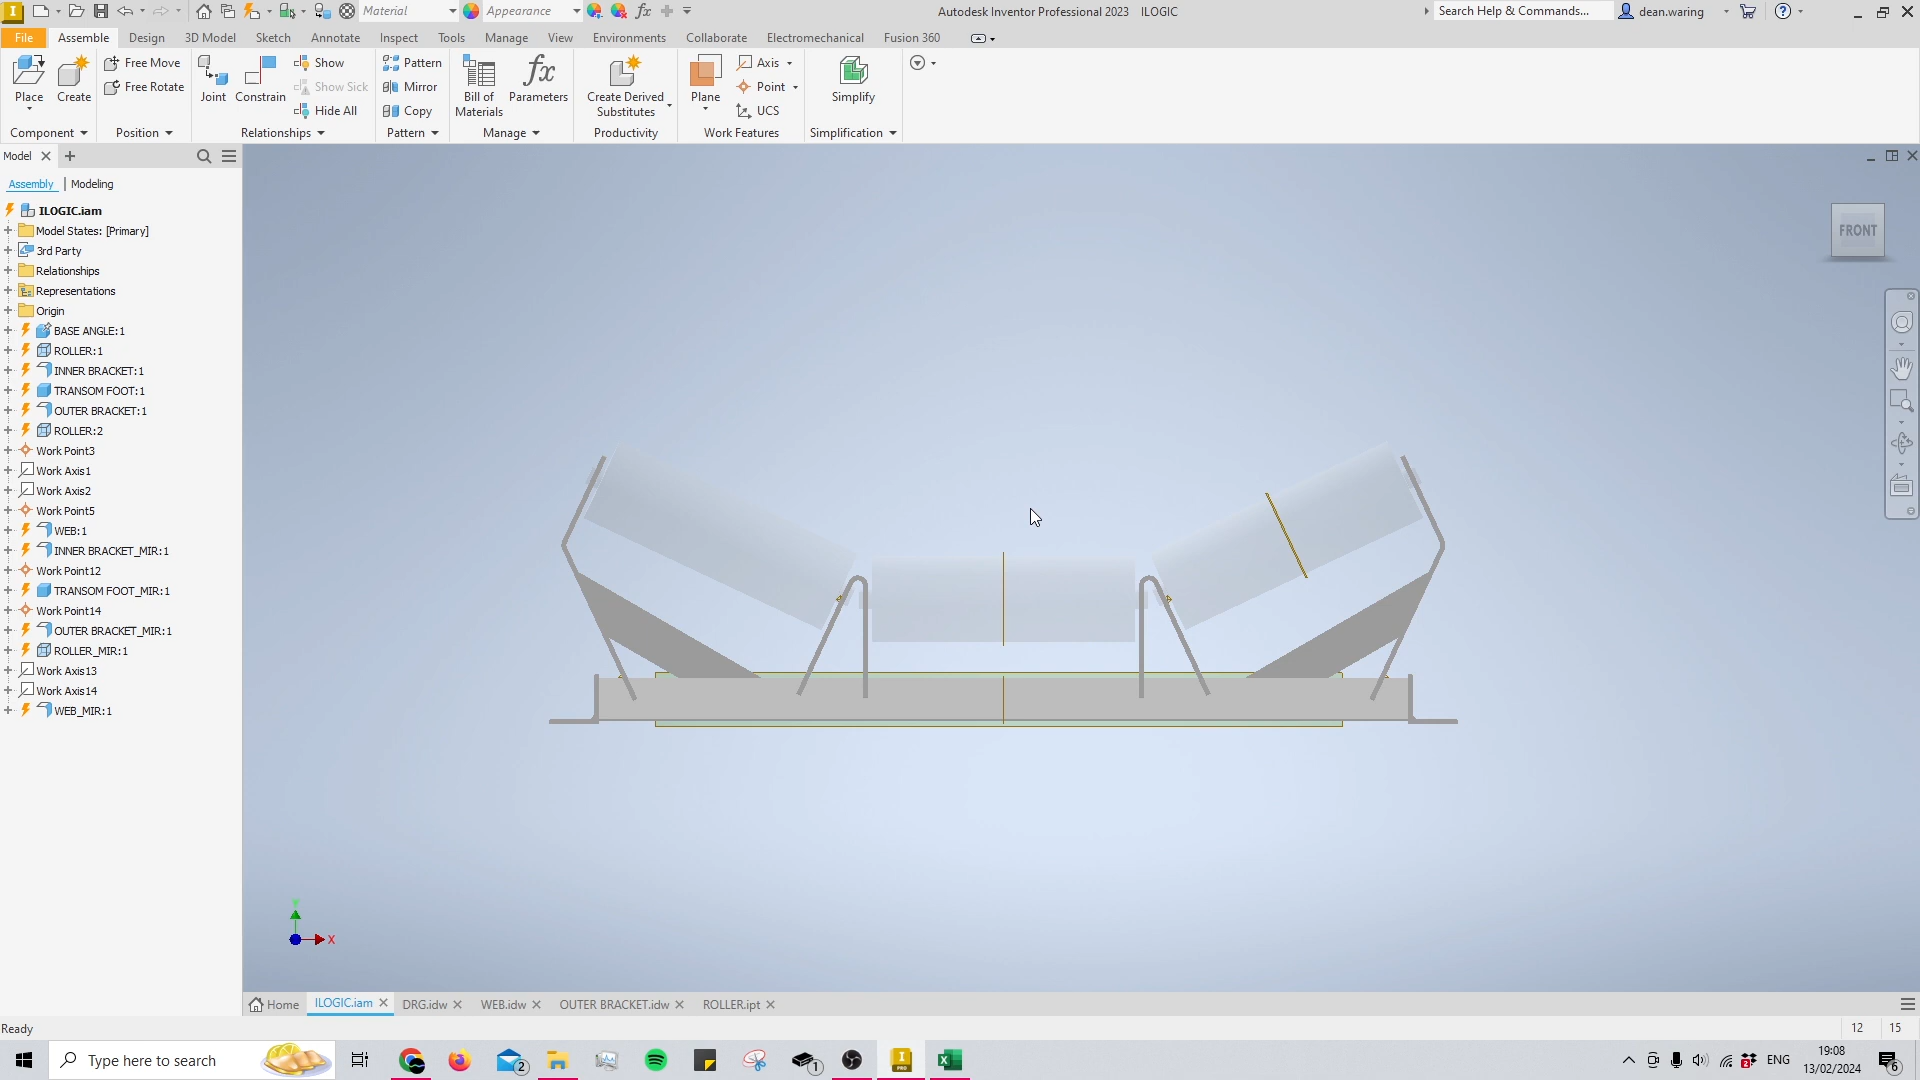 Material
Appearance
Autodesk Inventor Professional 2023 ILOGIC
Search Help & Commands...
dean.waring
File Assemble Design 3D Model Sketch Annotate Inspect Tools Manage View Environments Collaborate Electromechanical Fusion 360
Place
Create
Free Move
Free Rotate
Joint
Constrain
Show
Show Sick
Hide All
Pattern
Mirror
Copy
Bill of
Materials
Parameters
Create Derived
Substitutes
Plane
Axis
Point
UCS
Simplify
Component Position Relationships Pattern Manage Productivity Work Features Simplification
Model
Assembly | Modeling
ILOGIC.iam
Model States: [Primary]
3rd Party
Relationships
Representations
Origin
BASE ANGLE:1
ROLLER:1
INNER BRACKET:1
TRANSOM FOOT:1
OUTER BRACKET:1
ROLLER:2
Work Point3
Work Axis1
Work Axis2
Work Point5
WEB:1
INNER BRACKET_MIR:1
Work Point12
TRANSOM FOOT_MIR:1
Work Point14
OUTER BRACKET_MIR:1
ROLLER_MIR:1
Work Axis13
Work Axis14
WEB_MIR:1
FRONT
X
Home ILOGIC.iam DRG.idw WEB.idw OUTER BRACKET.idw ROLLER.ipt
Ready
12 15
Type here to search
2
1
PRO
2
ENG
19:08
13/02/2024
6